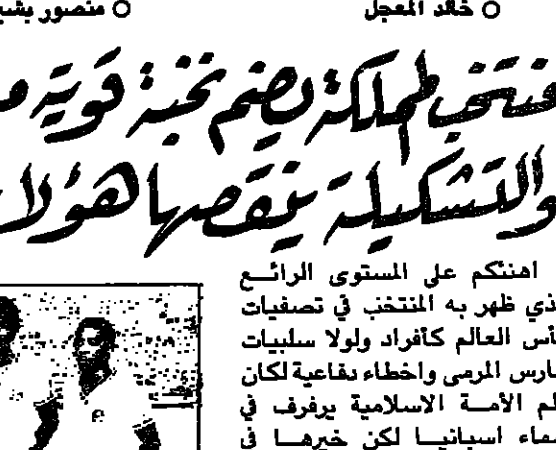 خالد المعجل
منصور بشير
منتخب المملكة يضم نخبة قوية
والتشكيلة ينقصها هؤلاء
اهنئكم على المستوى الرائع
الذي ظهر به المنتخب في تصفيات
كأس العالم كأفراد ولولا سلبيات
حارس المرمى واخطاء دفاعية لكان
علم الأمة الاسلامية يرفرف في
سماء اسبانيا لكن خيرها في